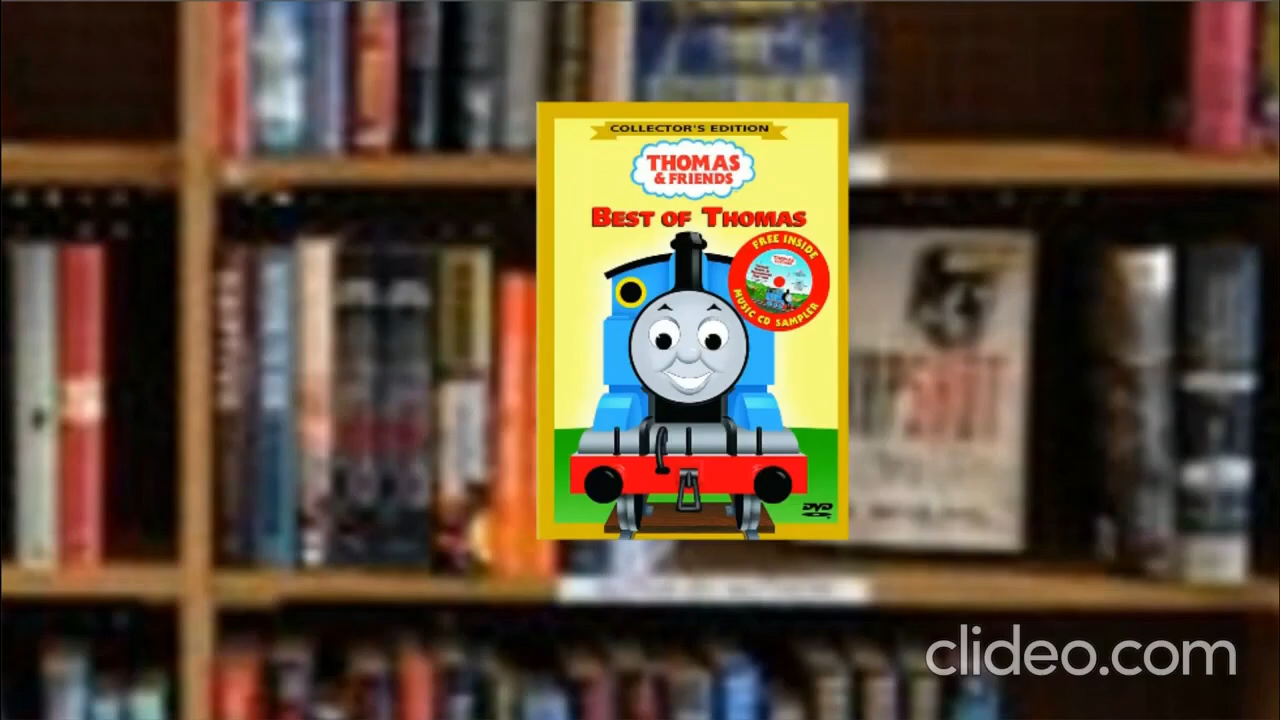 COLLECTOR'S EDITION
THOMAS
& FRIENDS
BEST OF THOMAS
FREE INSIDE
MUSIC CD SAMPLER
DVD
clideo.com